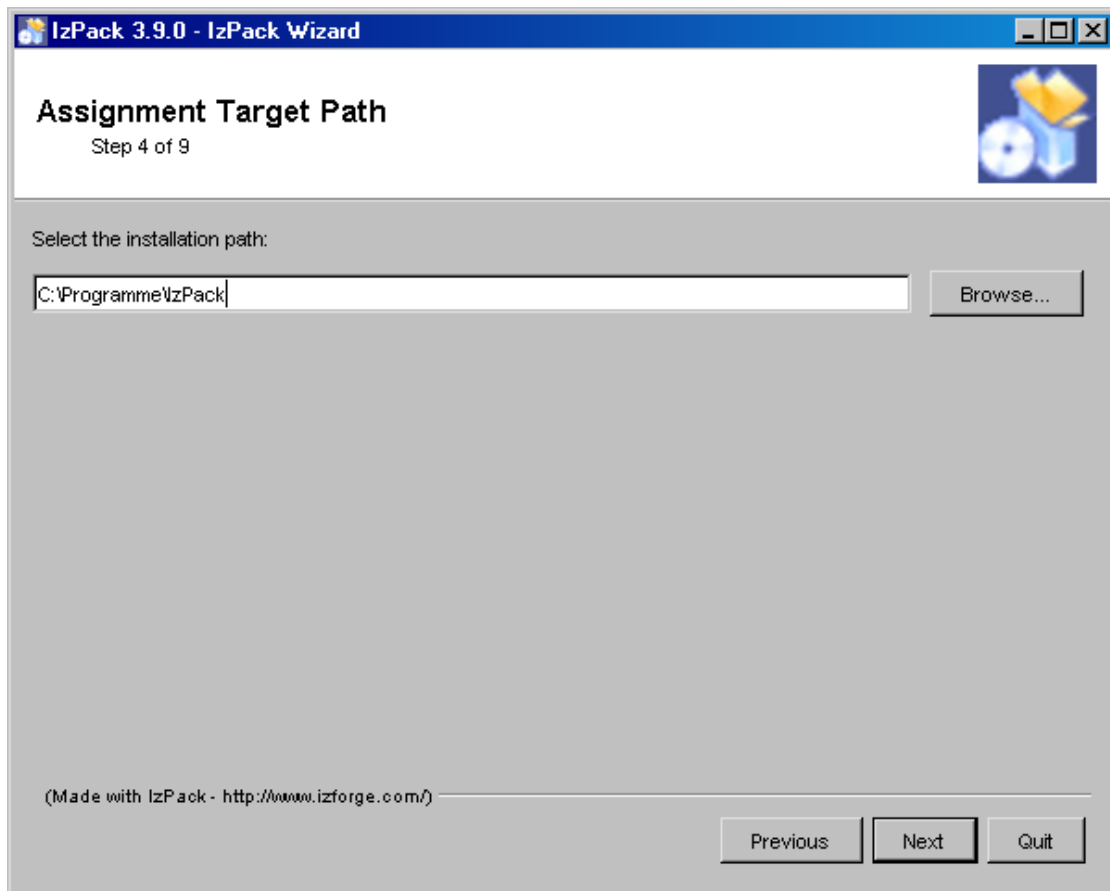 IzPack 3.9.0 - IzPack Wizard
Assignment Target Path
Step 4 of 9
Select the installation path:
C:\Programme\IzPack
Browse...
(Made with IzPack - http://www.izforge.com/)
Previous
Next
Quit